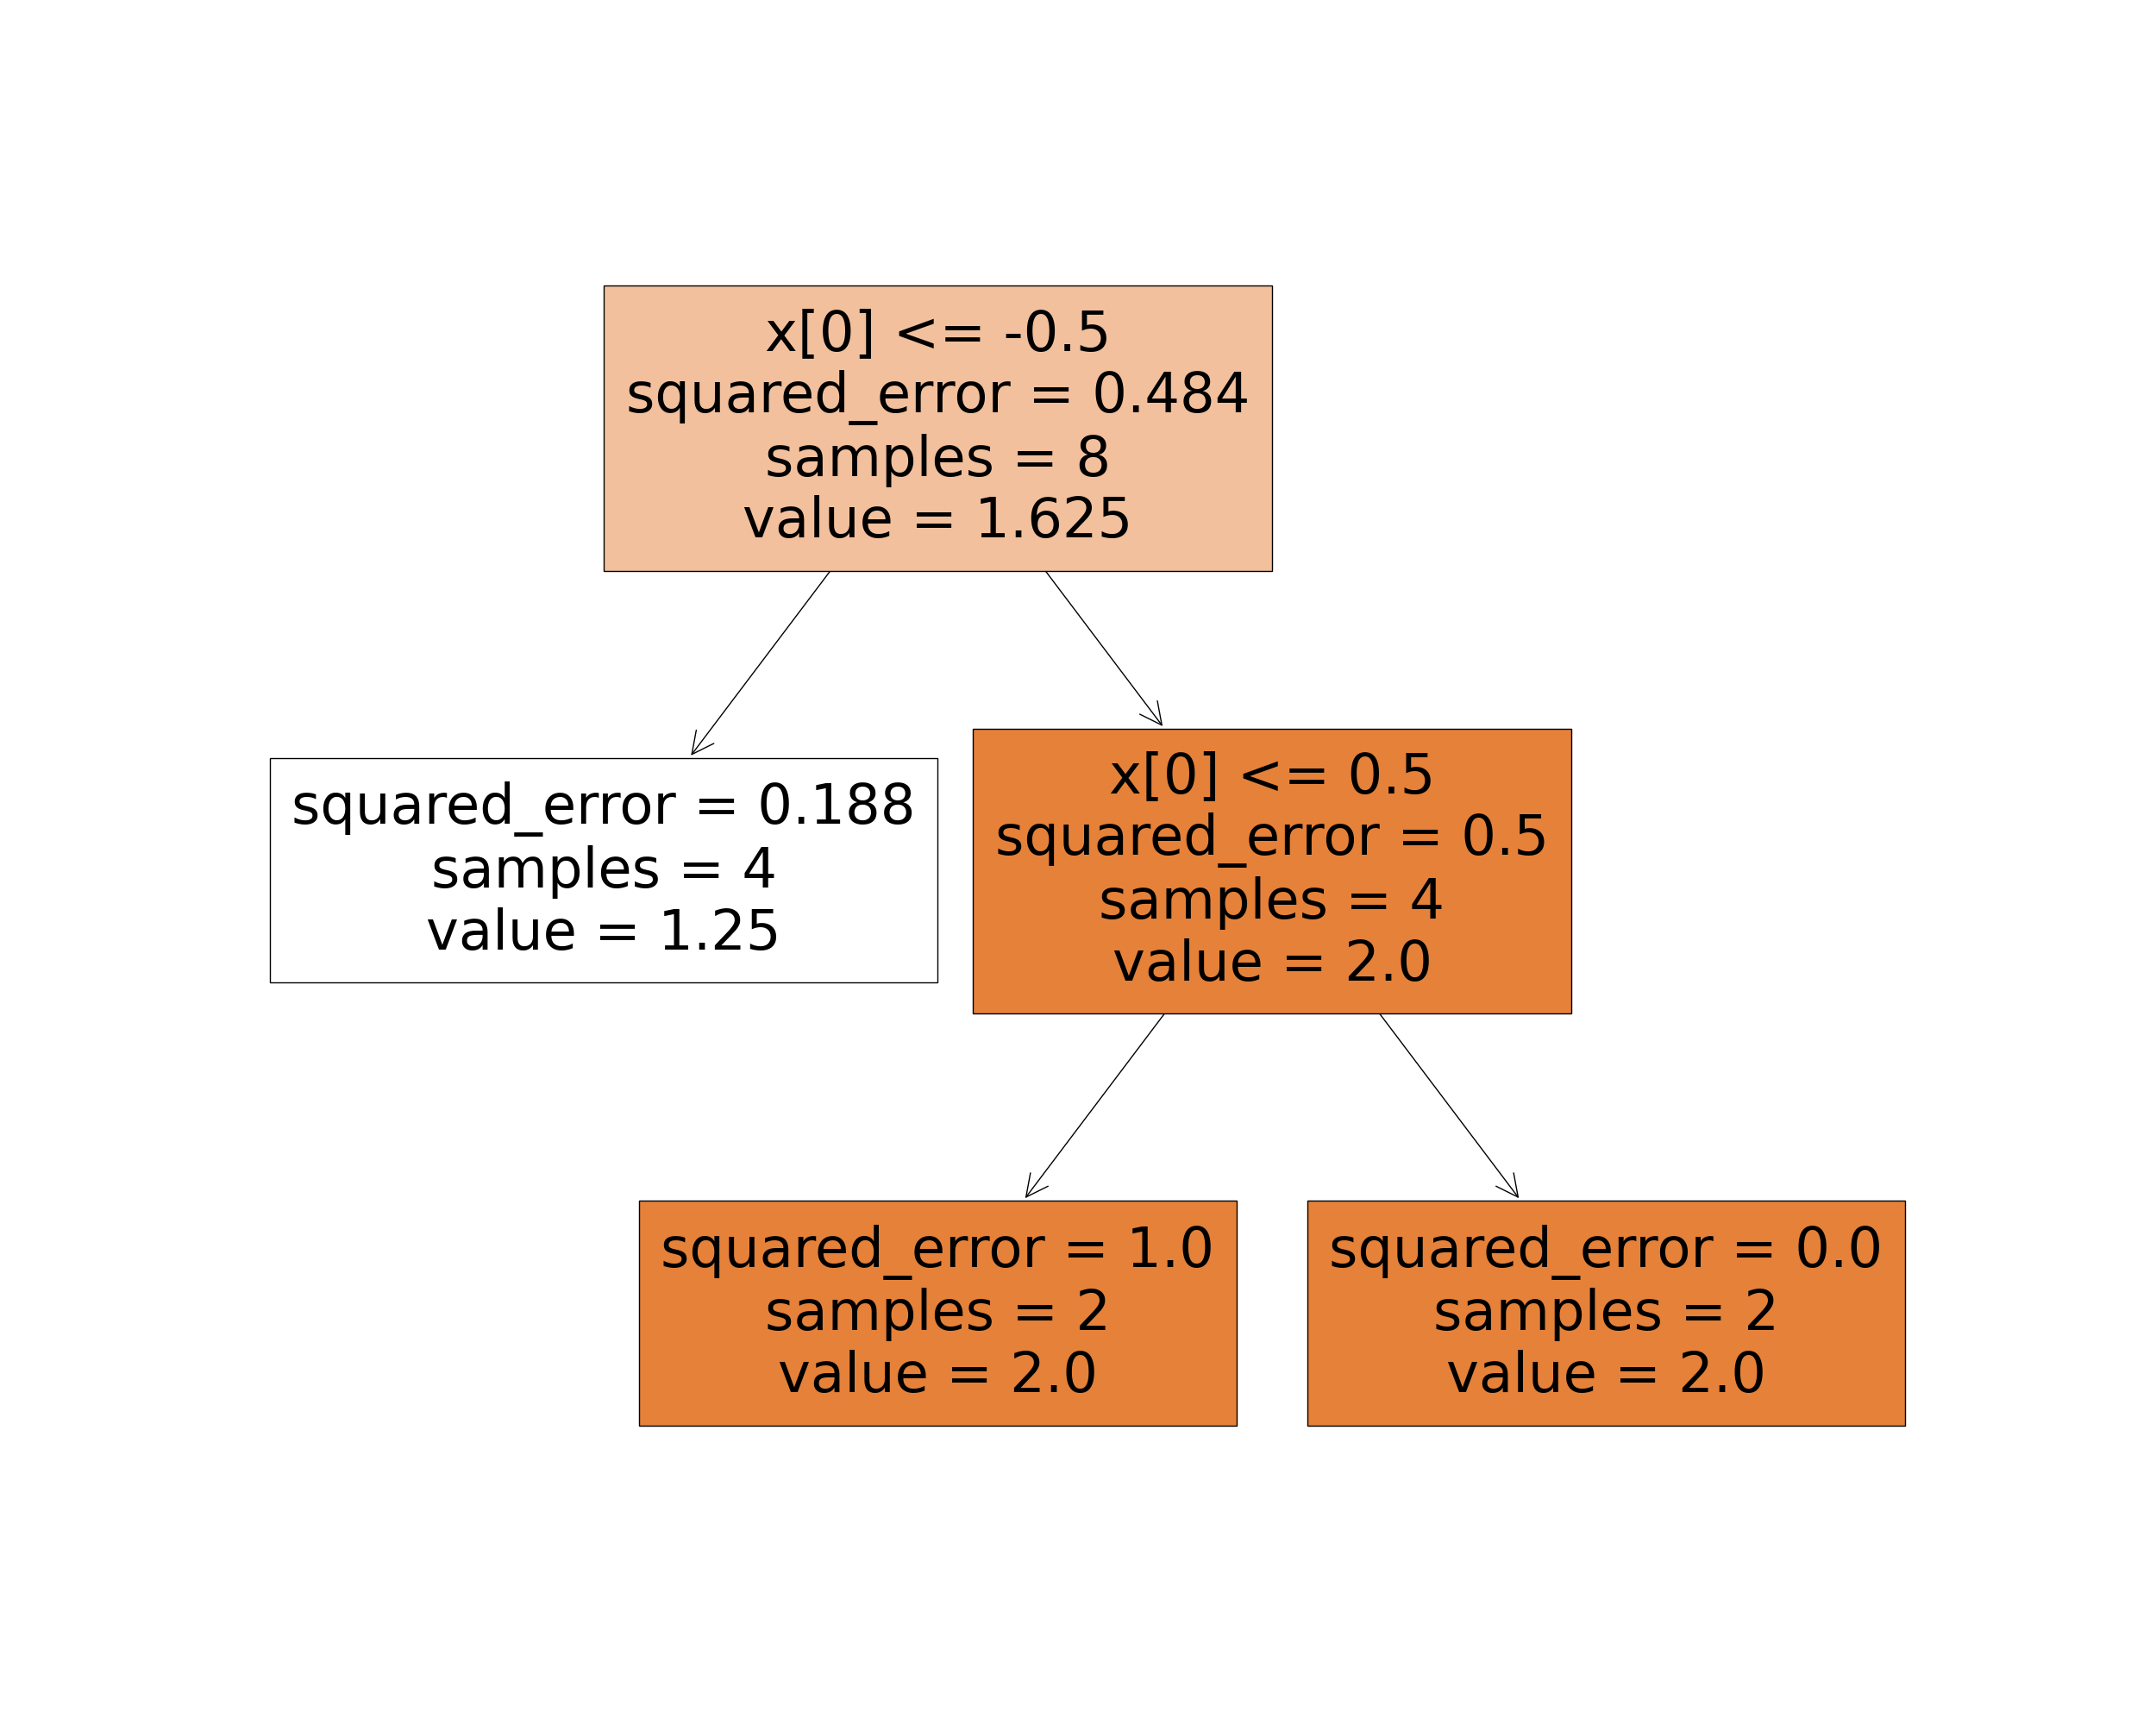 x[0] <= -0.5
squared_error = 0.484
samples = 8
value = 1.625
squared_error = 0.188
samples = 4
value = 1.25
x[0] <= 0.5
squared_error = 0.5
samples = 4
value = 2.0
squared_error = 1.0
samples = 2
value = 2.0
squared_error = 0.0
samples = 2
value = 2.0